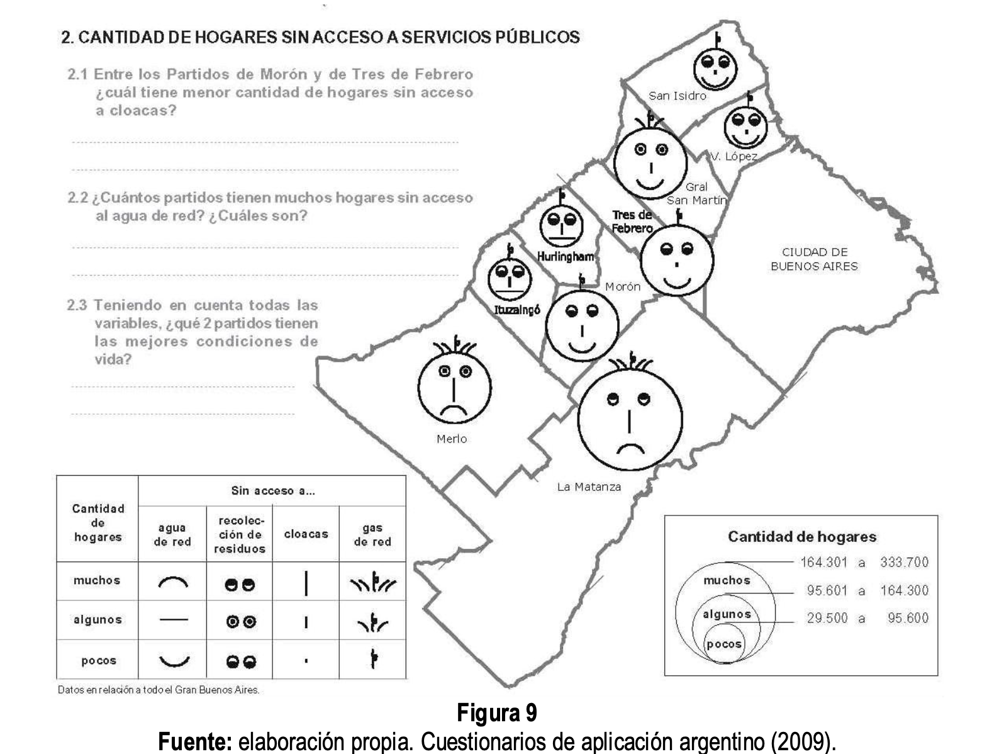 2. CANTIDAD DE HOGARES SIN ACCESO A SERVICIOS PÚBLICOS
2.1 Entre los Partidos de Morón y de Tres de Febrero
¿cuál tiene menor cantidad de hogares sin acceso
a cloacas?
2.2 ¿Cuántos partidos tienen muchos hogares sin acceso
al agua de red? ¿Cuáles son?
2.3 Teniendo en cuenta todas las
variables, ¿qué 2 partidos tienen
las mejores condiciones de
vida?
San Isidro
V. López
Gral
San Martín
Tres de
Febrero
Hurlingham
CIUDAD DE
BUENOS AIRES
Morón
Ituzaingó
Merlo
La Matanza
Cantidad
de
hogares
Sin acceso a...
agua
de red
recolec-
ción de
residuos
cloacas
gas
de red
muchos
algunos
pocos
Datos en relación a todo el Gran Buenos Aires.
Cantidad de hogares
muchos
164.301 a 333.700
algunos
95.601 a 164.300
pocos
29.500 a 95.600
Figura 9
Fuente: elaboración propia. Cuestionarios de aplicación argentino (2009).